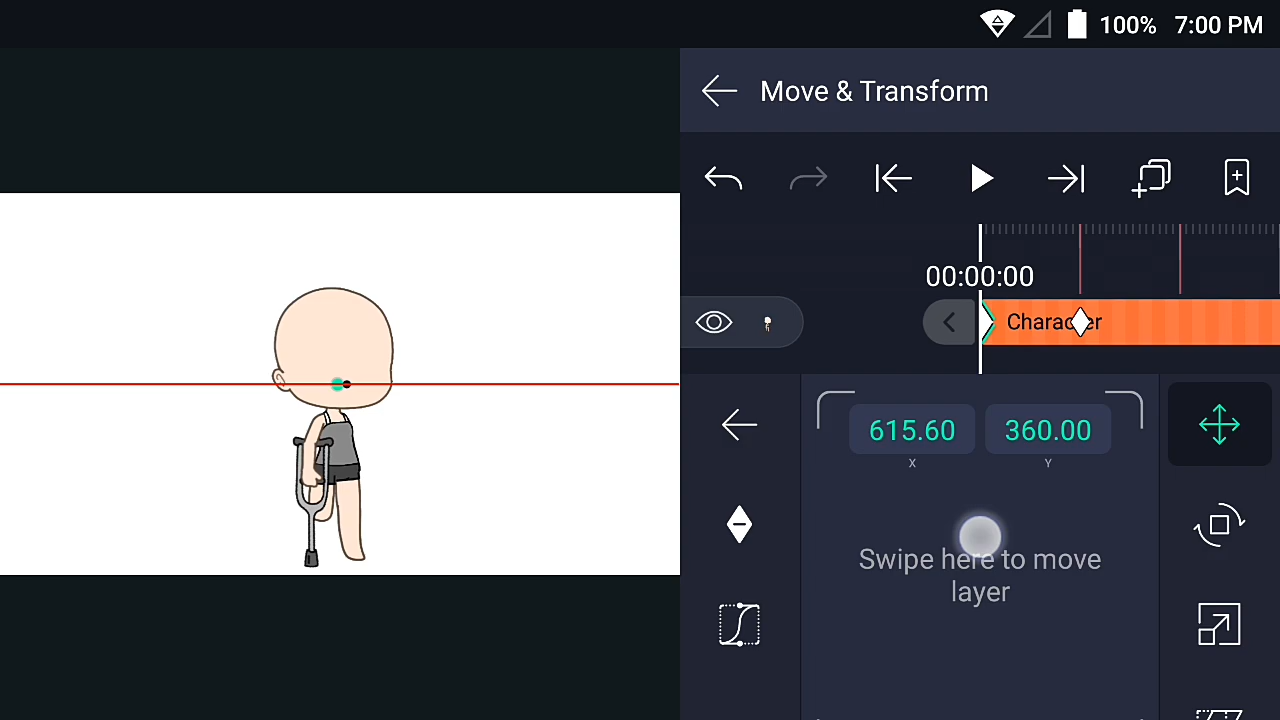 100% 7:00 PM
Move & Transform
00:00:00
Character
615.60 360.00
X Y
Swipe here to move
layer